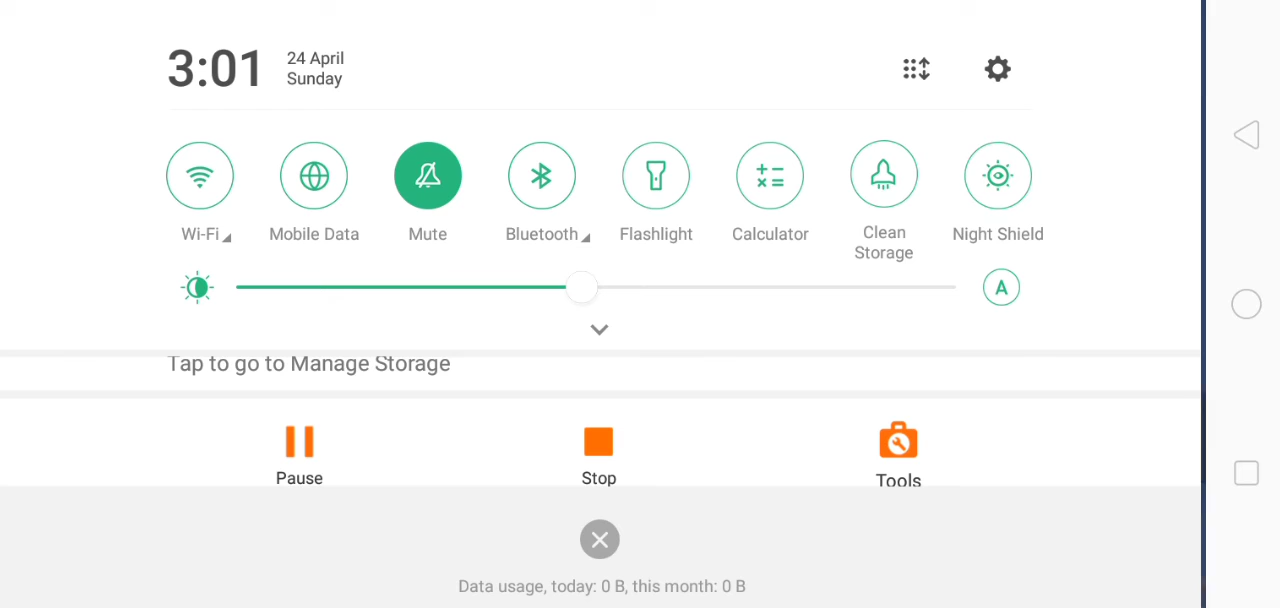 3:01
24 April
Sunday
Wi-Fi
Mobile Data
Mute
Bluetooth
Flashlight
Calculator
Clean
Storage
Night Shield
A
Tap to go to Manage Storage
Pause
Stop
Tools
Data usage, today: 0 B, this month: 0 B